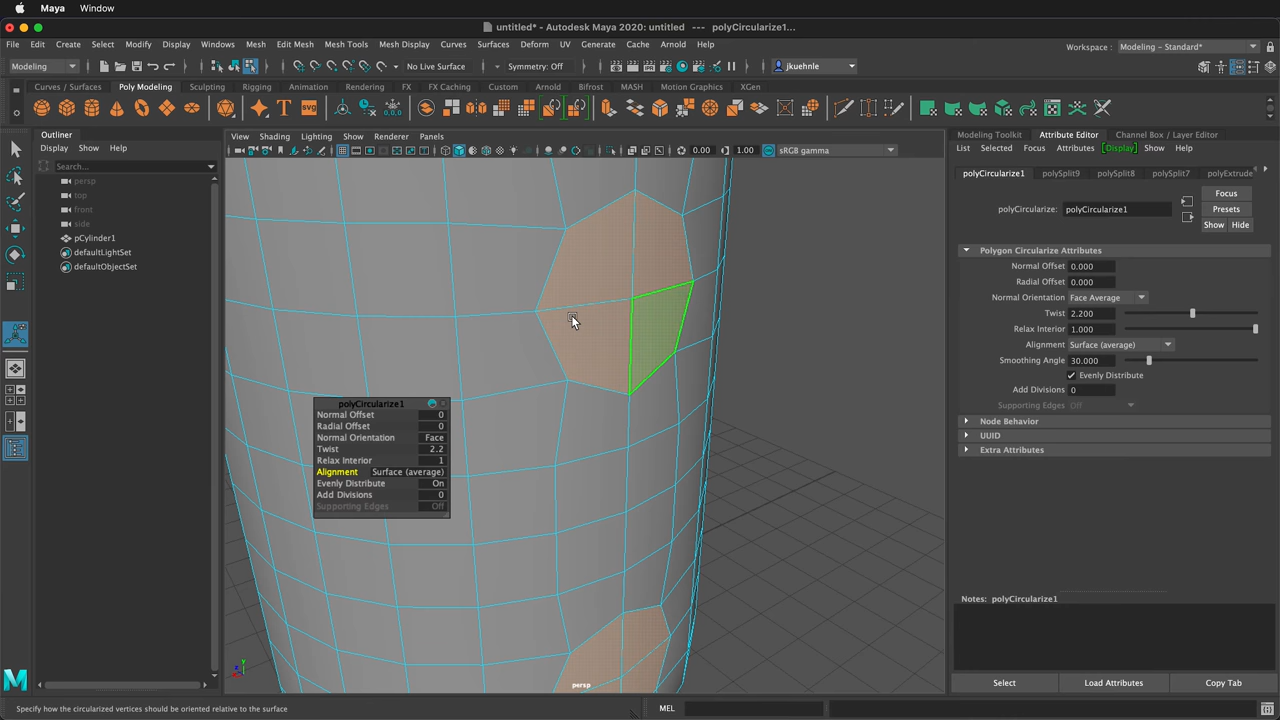 Maya Window
untitled* - Autodesk Maya 2020: untitled --- polyCircularize1...
File Edit Create Select Modify Display Windows Mesh Edit Mesh Mesh Tools Mesh Display Curves Surfaces Deform UV Generate Cache Arnold Help
Workspace : Modeling - Standard*
Modeling No Live Surface Symmetry: Off jkuehnle
Curves / Surfaces Poly Modeling Sculpting Rigging Animation Rendering FX FX Caching Custom Arnold Bifrost MASH Motion Graphics XGen
SVG
Outliner
Display Show Help
Search...
persp
top
front
side
pCylinder1
defaultLightSet
defaultObjectSet
View Shading Lighting Show Renderer Panels
0.00 1.00 sRGB gamma
polyCircularize1
Normal Offset 0
Radial Offset 0
Normal Orientation Face
Twist 2.2
Relax Interior 1
Alignment Surface (average)
Evenly Distribute On
Add Divisions 0
Supporting Edges Off
persp
Modeling Toolkit Attribute Editor Channel Box / Layer Editor
List Selected Focus Attributes Display Show Help
polyCircularize1 polySplit9 polySplit8 polySplit7 polyExtrude
Focus
polyCircularize: polyCircularize1 Presets
Show Hide
Polygon Circularize Attributes
Normal Offset 0.000
Radial Offset 0.000
Normal Orientation Face Average
Twist 2.200
Relax Interior 1.000
Alignment Surface (average)
Smoothing Angle 30.000
Evenly Distribute
Add Divisions 0
Supporting Edges Off
Node Behavior
UUID
Extra Attributes
Notes: polyCircularize1
Select Load Attributes Copy Tab
Specify how the circularized vertices should be oriented relative to the surface
MEL